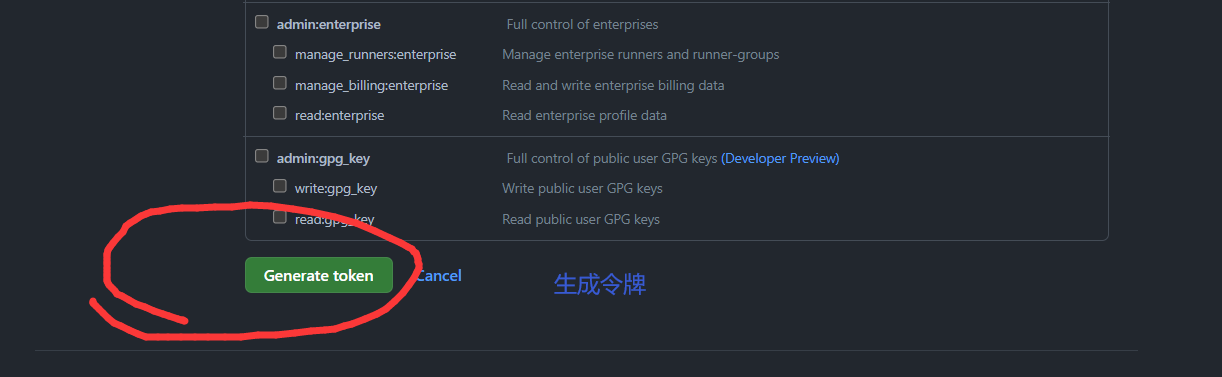 admin:enterprise Full control of enterprises
manage_runners:enterprise Manage enterprise runners and runner-groups
manage_billing:enterprise Read and write enterprise billing data
read:enterprise Read enterprise profile data
admin:gpg_key Full control of public user GPG keys (Developer Preview)
write:gpg_key Write public user GPG keys
read:gpg_key Read public user GPG keys
Generate token Cancel 生成令牌